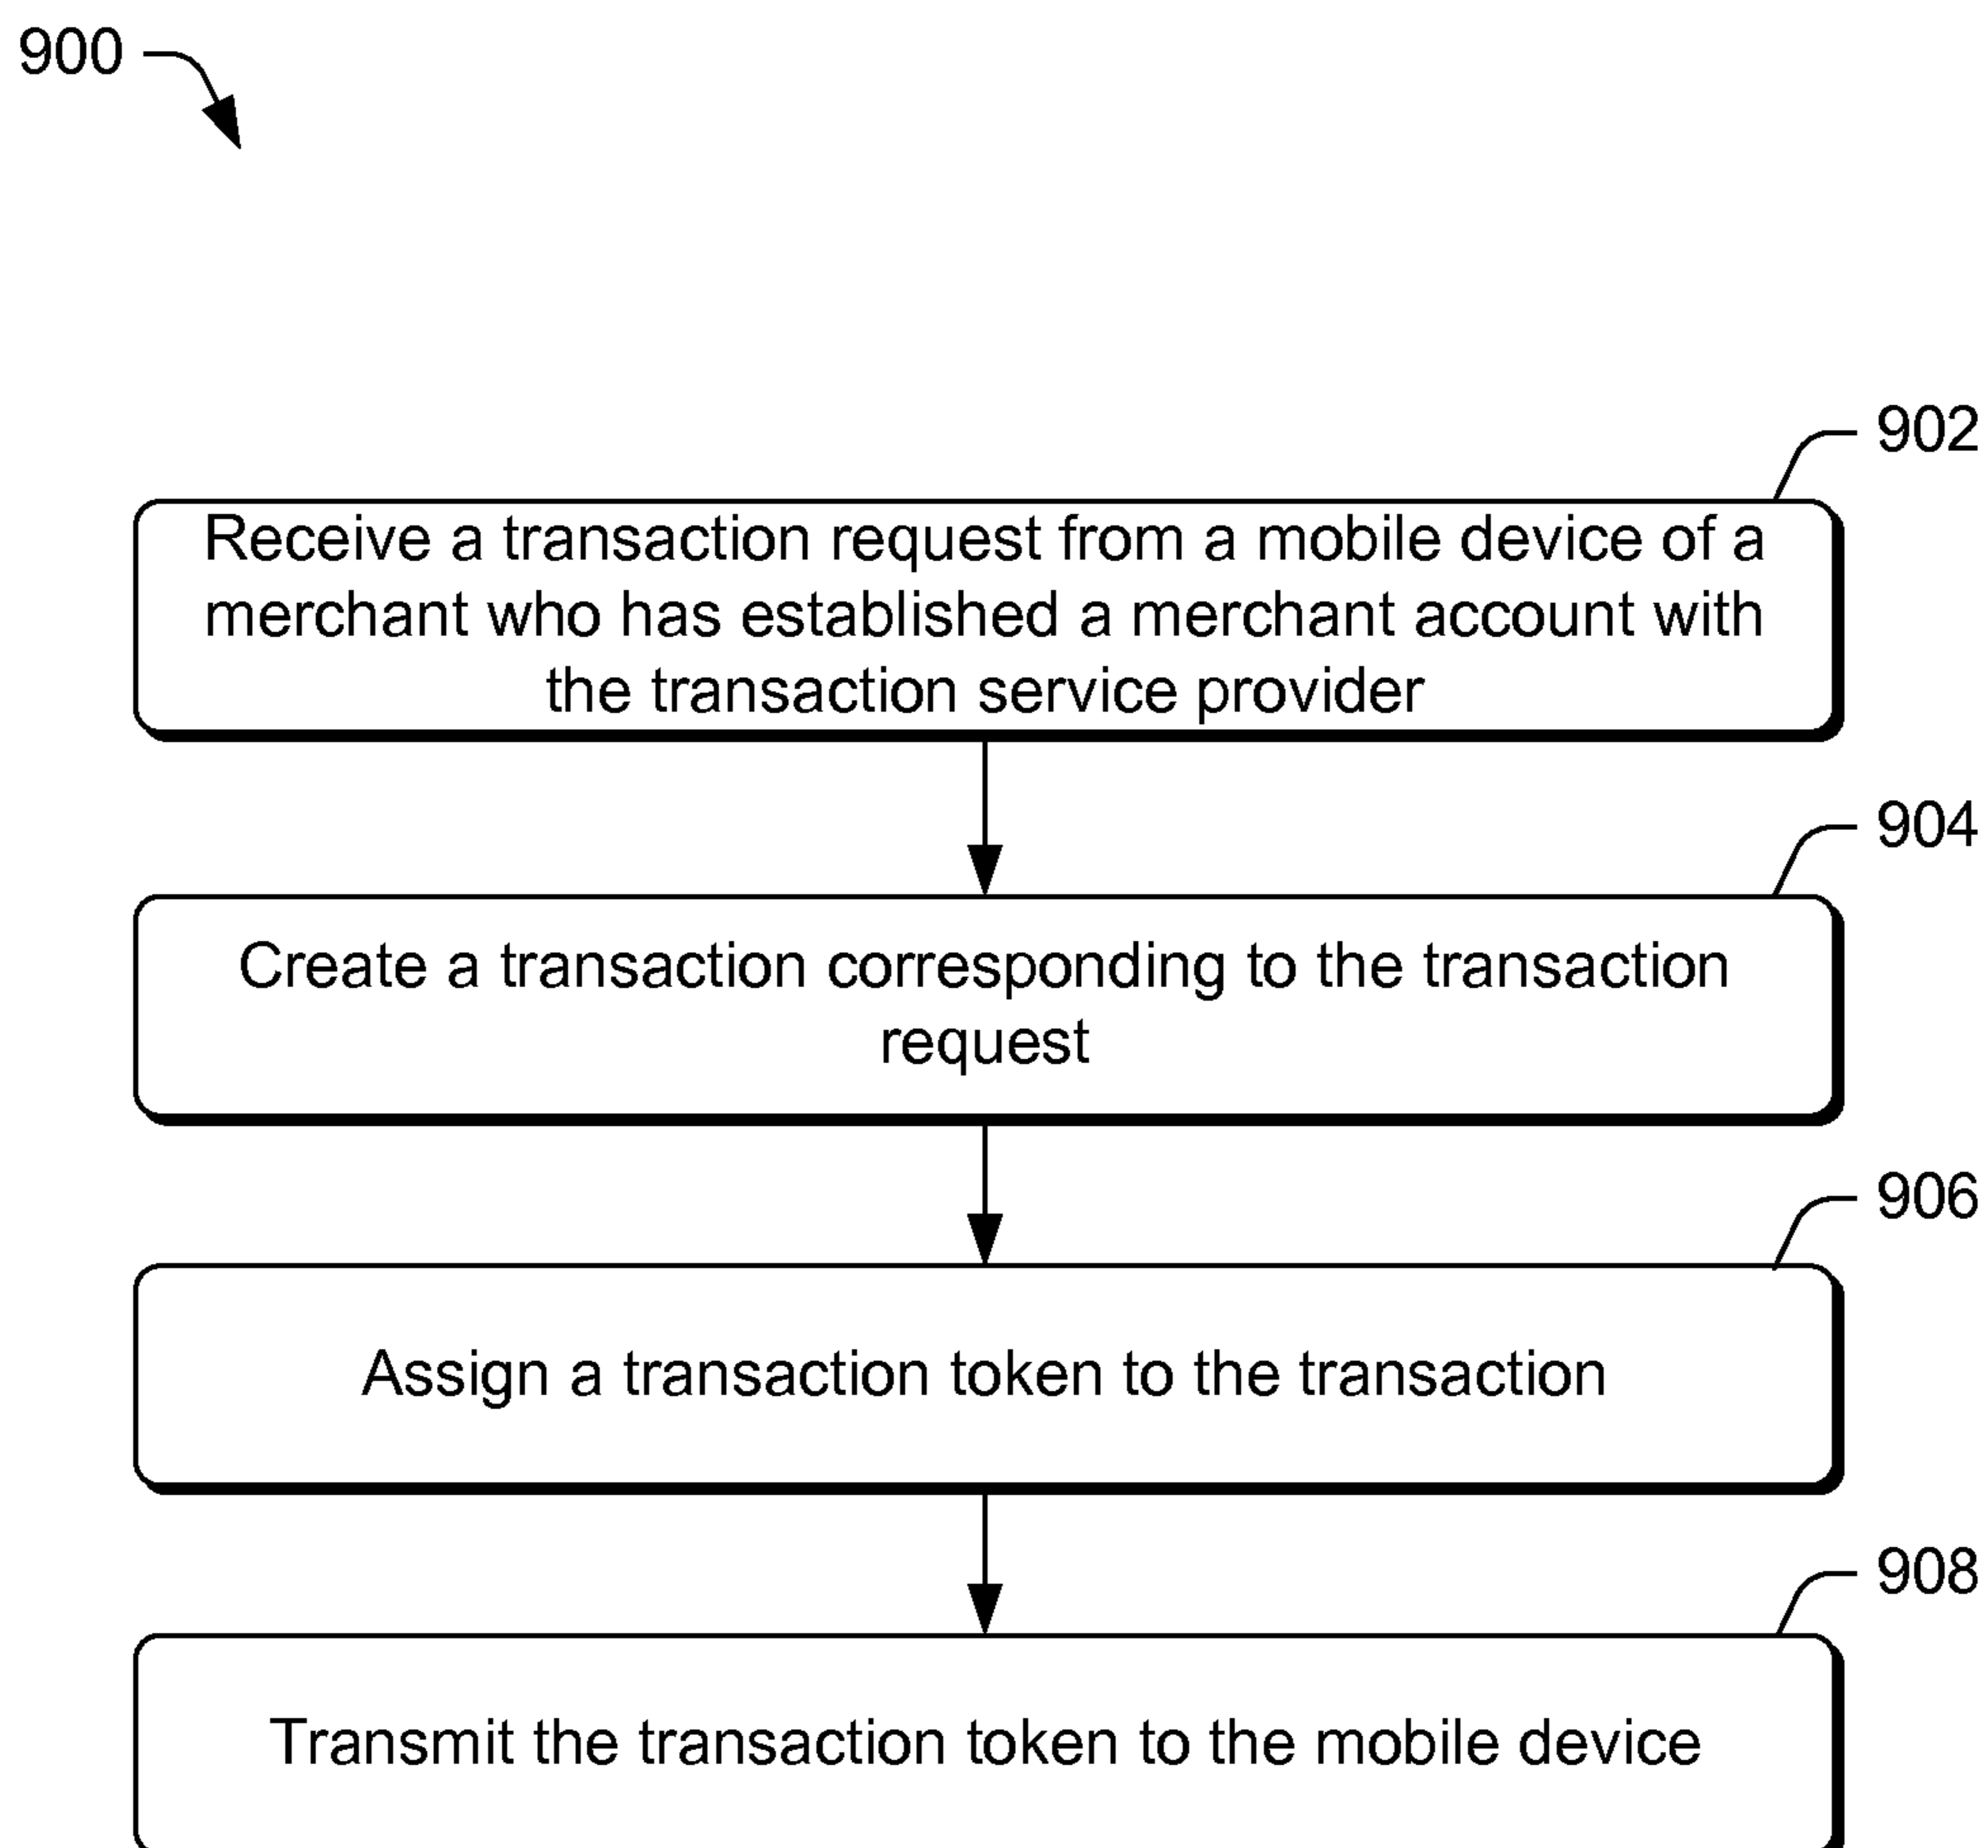 900
902
Receive a transaction request from a mobile device of a
merchant who has established a merchant account with
the transaction service provider
904
Create a transaction corresponding to the transaction
request
906
Assign a transaction token to the transaction
908
Transmit the transaction token to the mobile device